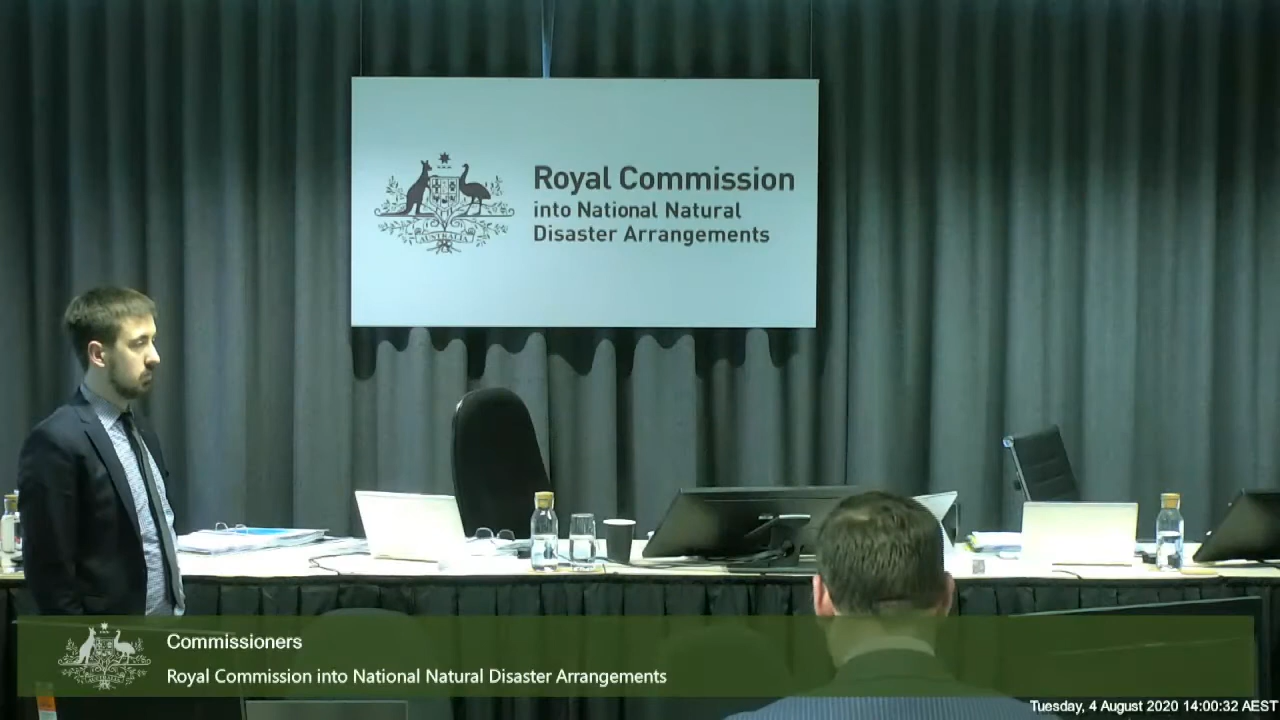 Royal Commission
into National Natural
Disaster Arrangements
AUSTRALIA
Commissioners
Royal Commission into National Natural Disaster Arrangements
Tuesday, 4 August 2020 14:00:32 AEST